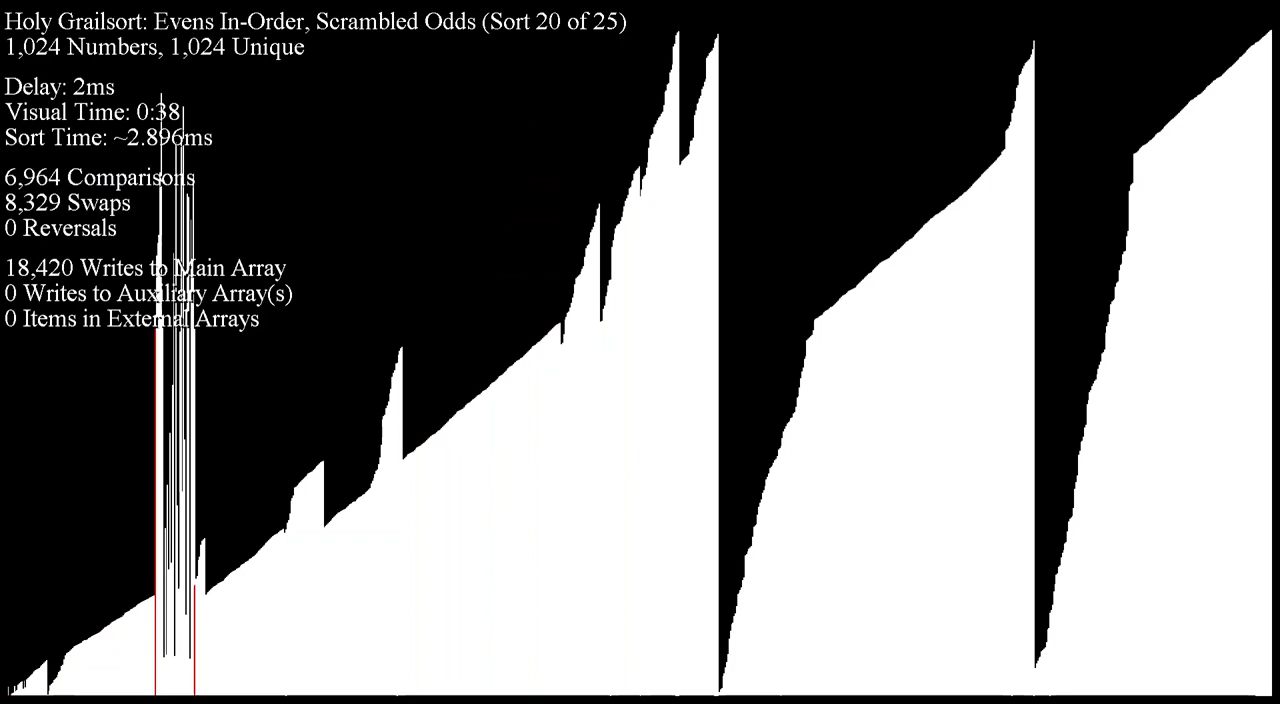 Holy Grailsort: Evens In-Order, Scrambled Odds (Sort 20 of 25)
1,024 Numbers, 1,024 Unique
Delay: 2ms
Visual Time: 0:38
Sort Time: ~2.896ms
6,964 Comparisons
8,329 Swaps
0 Reversals
18,420 Writes to Main Array
0 Writes to Auxiliary Array(s)
0 Items in External Arrays